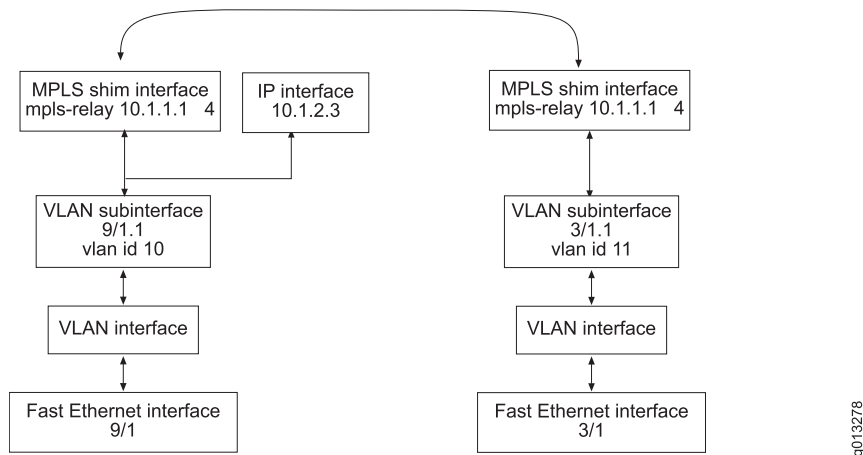 MPLS shim interface
mpls-relay 10.1.1.1 4
IP interface
10.1.2.3
MPLS shim interface
mpls-relay 10.1.1.1 4
VLAN subinterface
9/1.1
vlan id 10
VLAN subinterface
3/1.1
vlan id 11
VLAN interface
VLAN interface
Fast Ethernet interface
9/1
Fast Ethernet interface
3/1
g013278